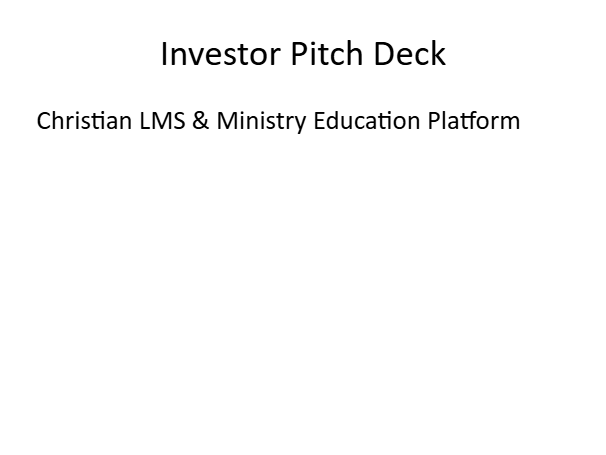 Investor Pitch Deck
Christian LMS & Ministry Education Platform